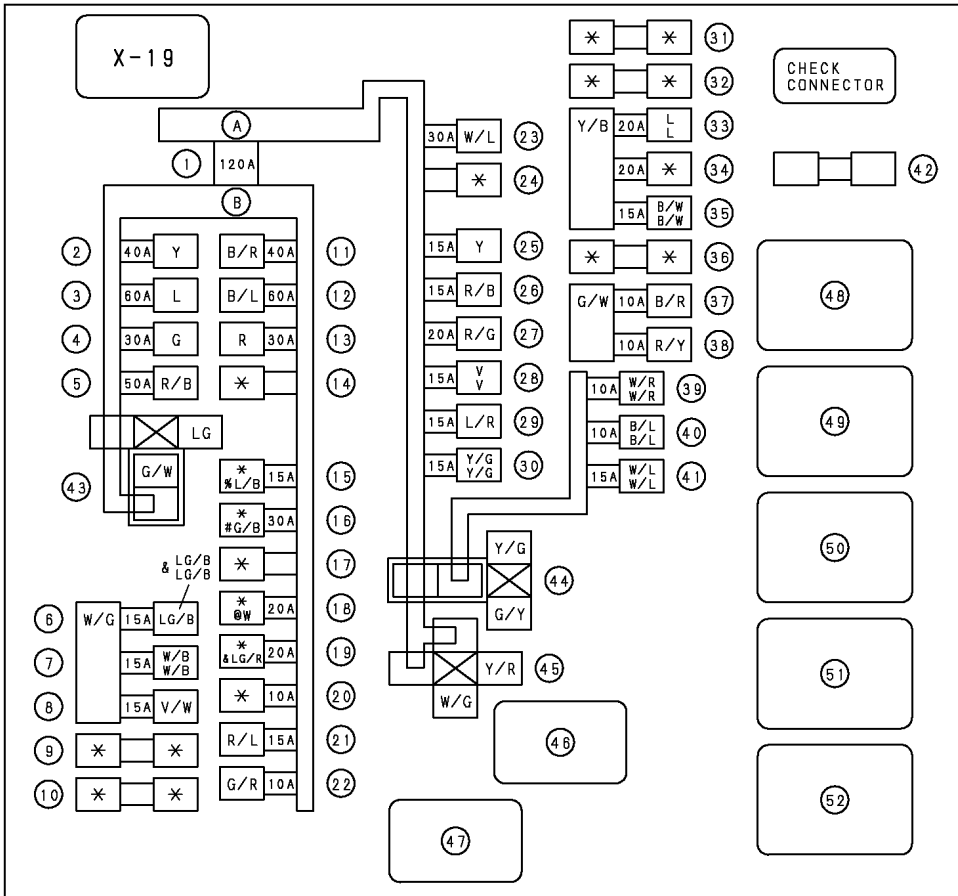 X-19
A
1 120A
B
2 40A Y
3 60A L
4 30A G
5 50A R/B
LG
43 G/W
& LG/B
LG/B
6 W/G 15A LG/B
7 15A W/B
W/B
8 15A V/W
9 * *
10 * *
B/R 40A 11
B/L 60A 12
R 30A 13
* 14
*
%L/B 15A 15
*
#G/B 30A 16
* 17
*
@W 20A 18
*
&LG/R 20A 19
* 10A 20
R/L 15A 21
G/R 10A 22
30A W/L 23
* 24
15A Y 25
15A R/B 26
20A R/G 27
15A V
V 28
15A L/R 29
15A Y/G
Y/G 30
Y/G
44
G/Y
Y/R 45
W/G
46
47
* * 31
* * 32
Y/B 20A L
L 33
20A * 34
15A B/W
B/W 35
* * 36
G/W 10A B/R 37
10A R/Y 38
10A W/R
W/R 39
10A B/L
B/L 40
15A W/L
W/L 41
CHECK
CONNECTOR
42
48
49
50
51
52